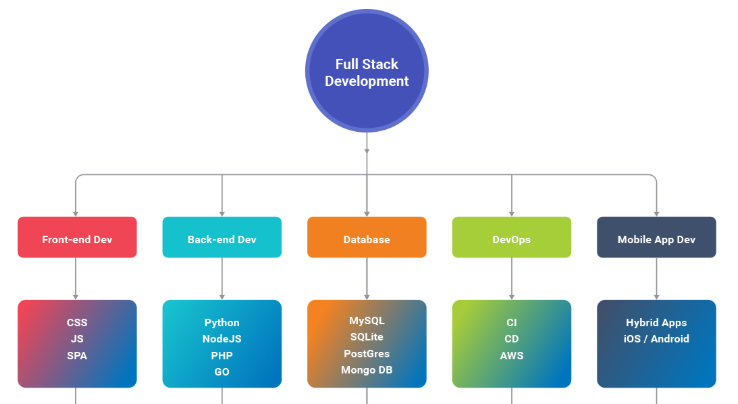 Full Stack
Development
Front-end Dev
Back-end Dev
Database
DevOps
Mobile App Dev
CSS
JS
SPA
Python
NodeJS
PHP
GO
MySQL
SQLite
PostGres
Mongo DB
CI
CD
AWS
Hybrid Apps
iOS / Android